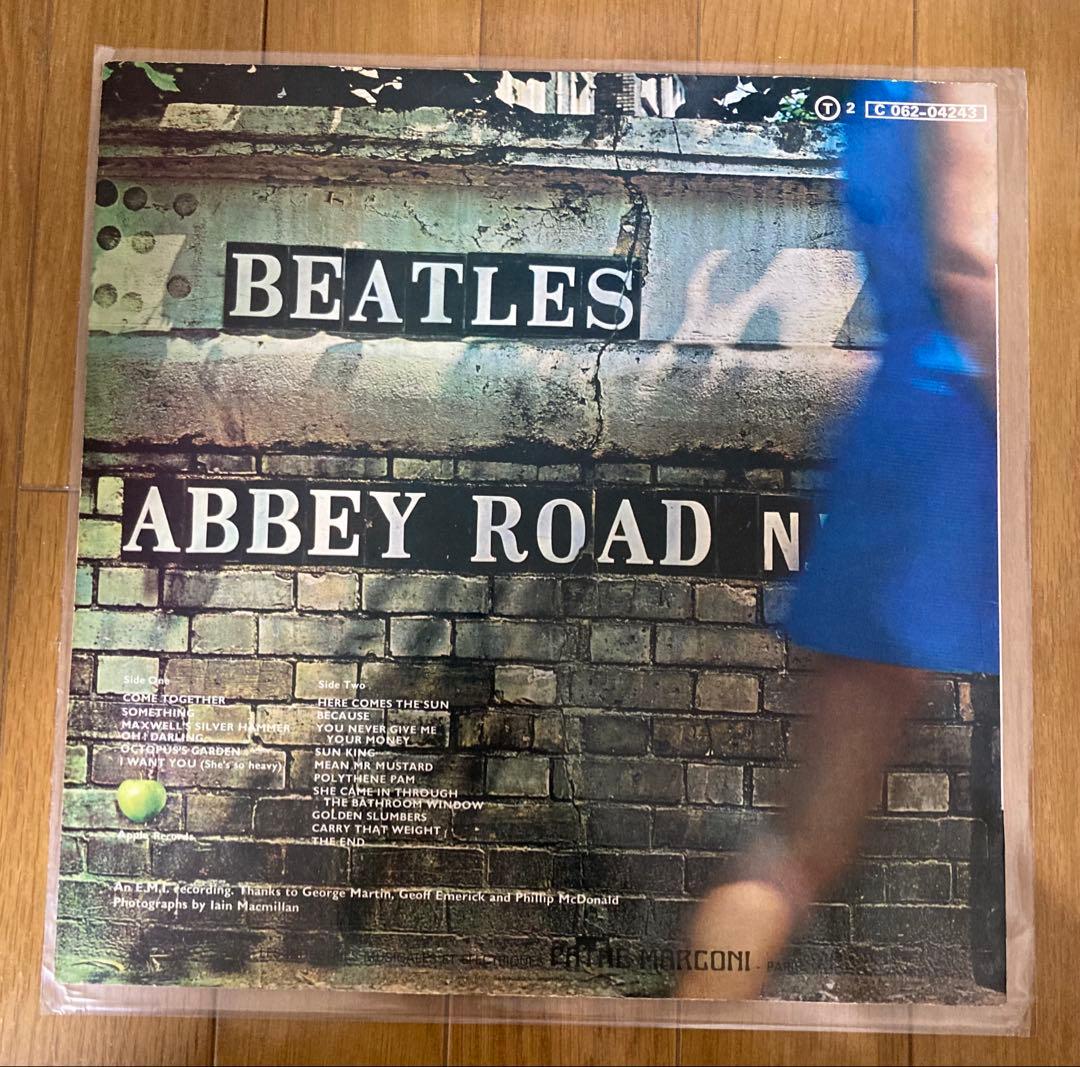 T 2 C 062-04243
BEATLES
ABBEY ROAD N
Side One
COME TOGETHER
SOMETHING
MAXWELL'S SILVER HAMMER
OH! DARLING
OCTOPUS'S GARDEN
I WANT YOU (She's so heavy)
Apple Records
Side Two
HERE COMES THE SUN
BECAUSE
YOU NEVER GIVE ME
YOUR MONEY
SUN KING
MEAN MR MUSTARD
POLYTHENE PAM
SHE CAME IN THROUGH
THE BATHROOM WINDOW
GOLDEN SLUMBERS
CARRY THAT WEIGHT
THE END
An E.M.I. recording. Thanks to George Martin, Geoff Emerick and Phillip McDonald
Photographs by Iain Macmillan
MUSICALES ET ELECTRIQUES PATHE MARCONI - PARIS